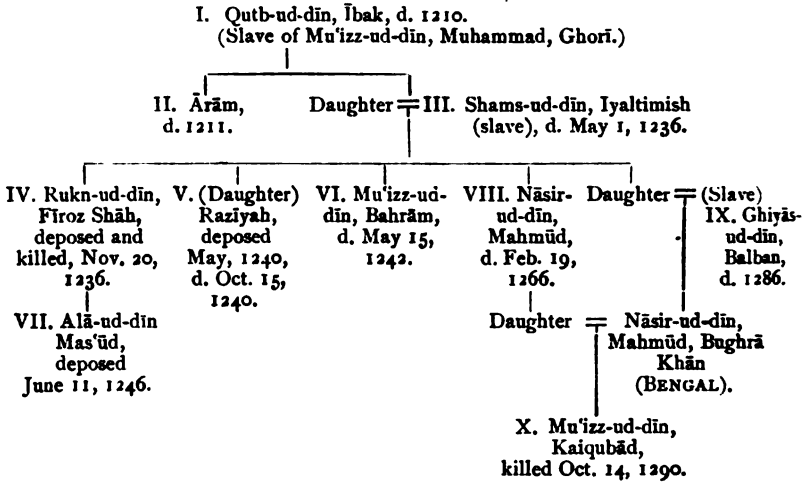 I. Qutb-ud-dīn, Ībak, d. 1210.
(Slave of Mu‘izz-ud-dīn, Muhammad, Ghorī.)
II. Ārām,
d. 1211.
Daughter = III. Shams-ud-dīn, Iyaltimish
(slave), d. May 1, 1236.
IV. Rukn-ud-dīn,
Fīroz Shāh,
deposed and
killed, Nov. 20,
1236.
V. (Daughter)
Razīyah,
deposed
May, 1240,
d. Oct. 15,
1240.
VI. Mu‘izz-ud-
dīn, Bahrām,
d. May 15,
1242.
VIII. Nāsir-
ud-dīn,
Mahmūd,
d. Feb. 19,
1266.
Daughter = (Slave)
IX. Ghiyās-
ud-dīn,
Balban,
d. 1286.
VII. Alā-ud-dīn
Mas‘ūd,
deposed
June 11, 1246.
Daughter = Nāsir-ud-dīn,
Mahmūd, Bughrā
Khān
(BENGAL).
X. Mu‘izz-ud-dīn,
Kaiqubād,
killed Oct. 14, 1290.